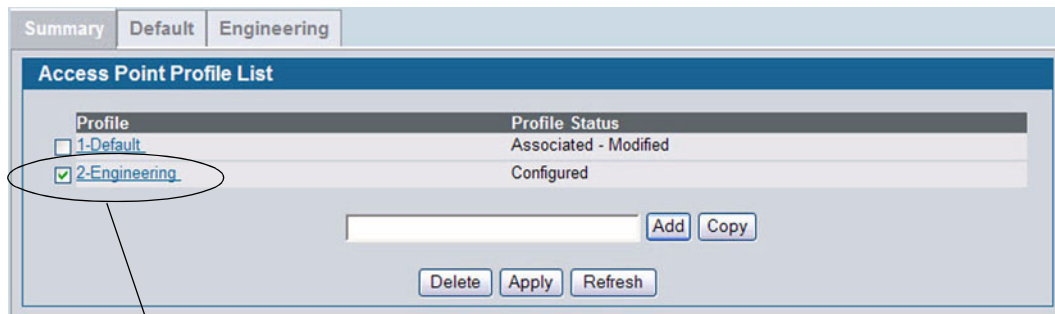 Summary Default Engineering
Access Point Profile List
Profile Profile Status
1-Default Associated - Modified
2-Engineering Configured
Add Copy
Delete Apply Refresh